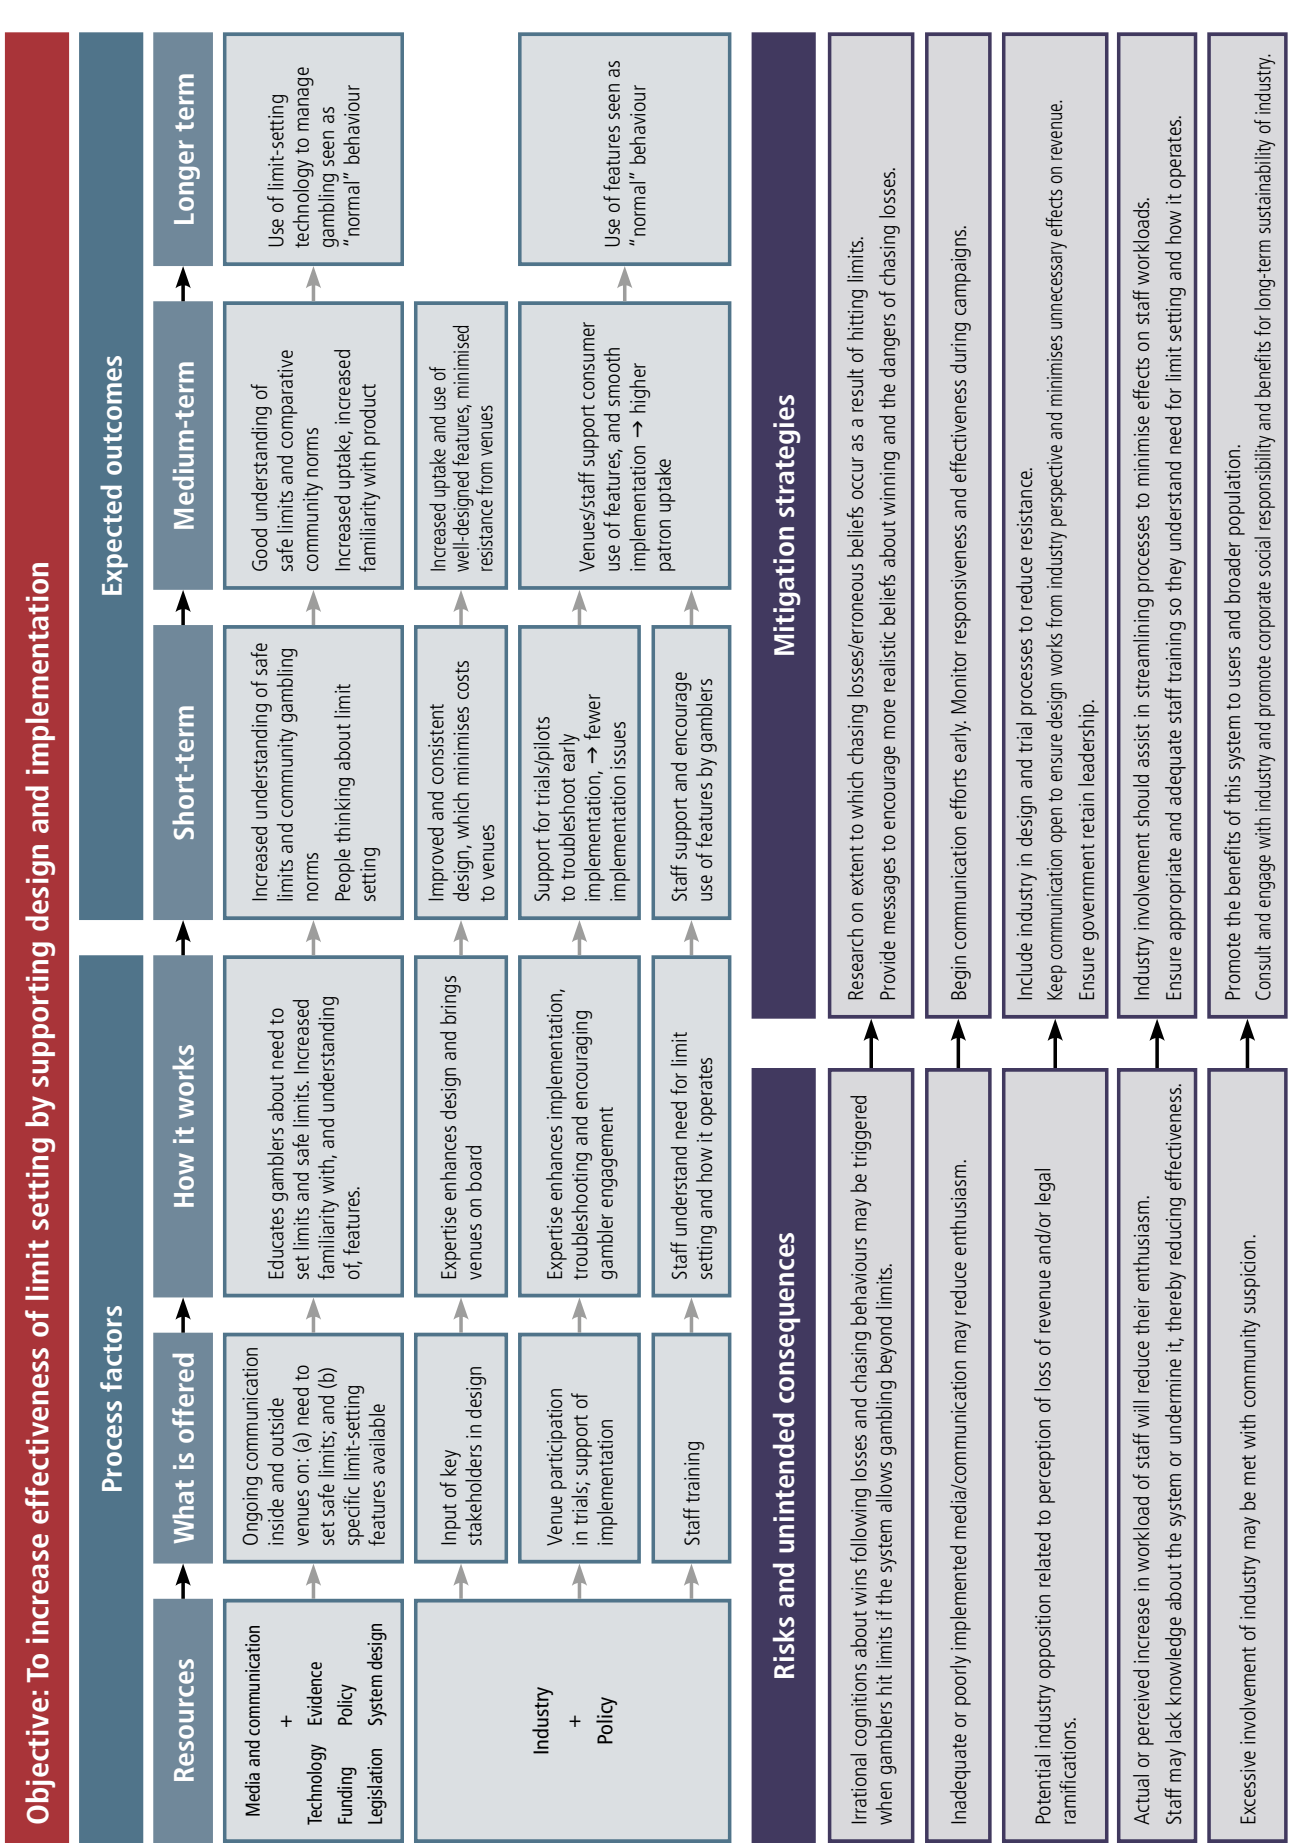 Objective: To increase effectiveness of limit setting by supporting design and implementation
Process factors
Expected outcomes
Resources
What is offered
How it works
Short-term
Medium-term
Longer term
Media and communication
+
Technology Evidence
Funding Policy
Legislation System design
Ongoing communication
inside and outside
venues on: (a) need to
set safe limits; and (b)
specific limit-setting
features available
Educates gamblers about need to
set limits and safe limits. Increased
familiarity with, and understanding
of, features.
Increased understanding of safe
limits and community gambling
norms
People thinking about limit
setting
Good understanding of
safe limits and comparative
community norms
Increased uptake, increased
familiarity with product
Use of limit-setting
technology to manage
gambling seen as
“normal” behaviour
Industry
+
Policy
Input of key
stakeholders in design
Expertise enhances design and brings
venues on board
Improved and consistent
design, which minimises costs
to venues
Increased uptake and use of
well-designed features, minimised
resistance from venues
Venue participation
in trials; support of
implementation
Expertise enhances implementation,
troubleshooting and encouraging
gambler engagement
Support for trials/pilots
to troubleshoot early
implementation, → fewer
implementation issues
Venues/staff support consumer
use of features, and smooth
implementation → higher
patron uptake
Use of features seen as
“normal” behaviour
Staff training
Staff understand need for limit
setting and how it operates
Staff support and encourage
use of features by gamblers
Risks and unintended consequences
Mitigation strategies
Irrational cognitions about wins following losses and chasing behaviours may be triggered
when gamblers hit limits if the system allows gambling beyond limits.
Research on extent to which chasing losses/erroneous beliefs occur as a result of hitting limits.
Provide messages to encourage more realistic beliefs about winning and the dangers of chasing losses.
Inadequate or poorly implemented media/communication may reduce enthusiasm.
Begin communication efforts early. Monitor responsiveness and effectiveness during campaigns.
Potential industry opposition related to perception of loss of revenue and/or legal
ramifications.
Include industry in design and trial processes to reduce resistance.
Keep communication open to ensure design works from industry perspective and minimises unnecessary effects on revenue.
Ensure government retain leadership.
Actual or perceived increase in workload of staff will reduce their enthusiasm.
Staff may lack knowledge about the system or undermine it, thereby reducing effectiveness.
Industry involvement should assist in streamlining processes to minimise effects on staff workloads.
Ensure appropriate and adequate staff training so they understand need for limit setting and how it operates.
Excessive involvement of industry may be met with community suspicion.
Promote the benefits of this system to users and broader population.
Consult and engage with industry and promote corporate social responsibility and benefits for long-term sustainability of industry.